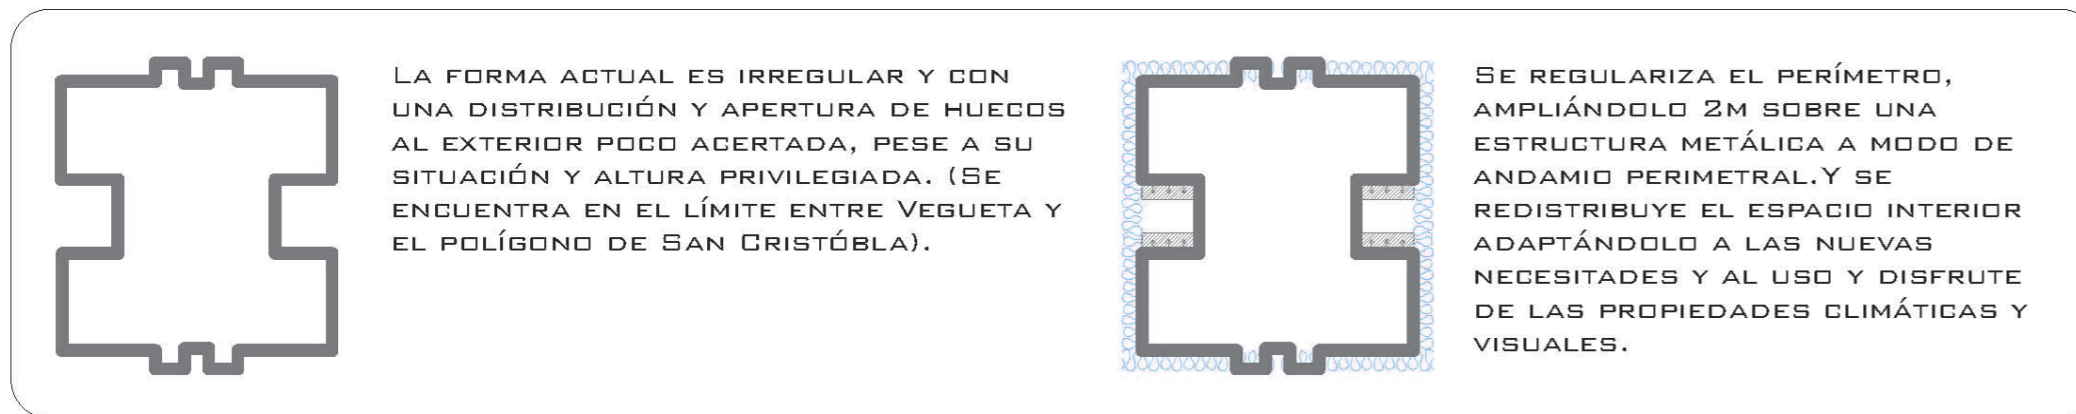 La forma actual es irregular y con
una distribución y apertura de huecos
al exterior poco acertada, pese a su
situación y altura privilegiada. (Se
encuentra en el límite entre Vegueta y
el polígono de San Cristóbla).
Se regulariza el perímetro,
ampliándolo 2m sobre una
estructura metálica a modo de
andamio perimetral.Y se
redistribuye el espacio interior
adaptándolo a las nuevas
necesitades y al uso y disfrute
de las propiedades climáticas y
visuales.